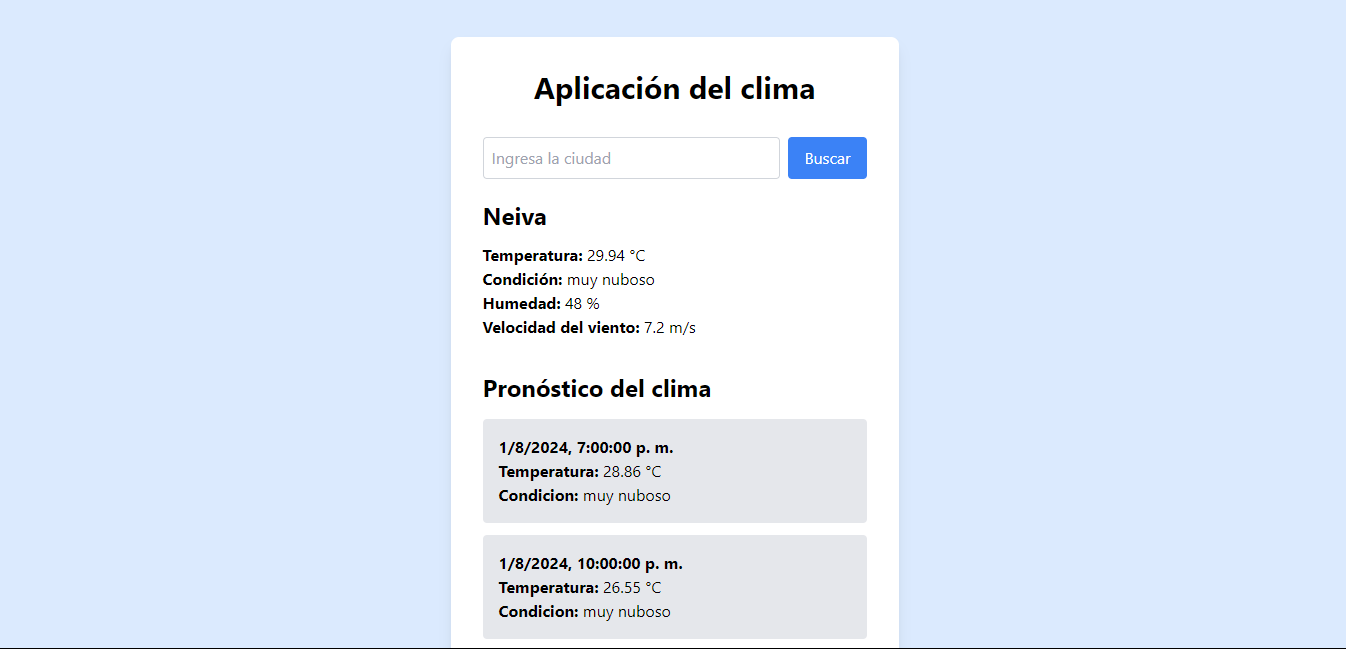 Aplicación del clima
Ingresa la ciudad
Buscar
Neiva
Temperatura: 29.94 °C
Condición: muy nuboso
Humedad: 48 %
Velocidad del viento: 7.2 m/s
Pronóstico del clima
1/8/2024, 7:00:00 p. m.
Temperatura: 28.86 °C
Condicion: muy nuboso
1/8/2024, 10:00:00 p. m.
Temperatura: 26.55 °C
Condicion: muy nuboso